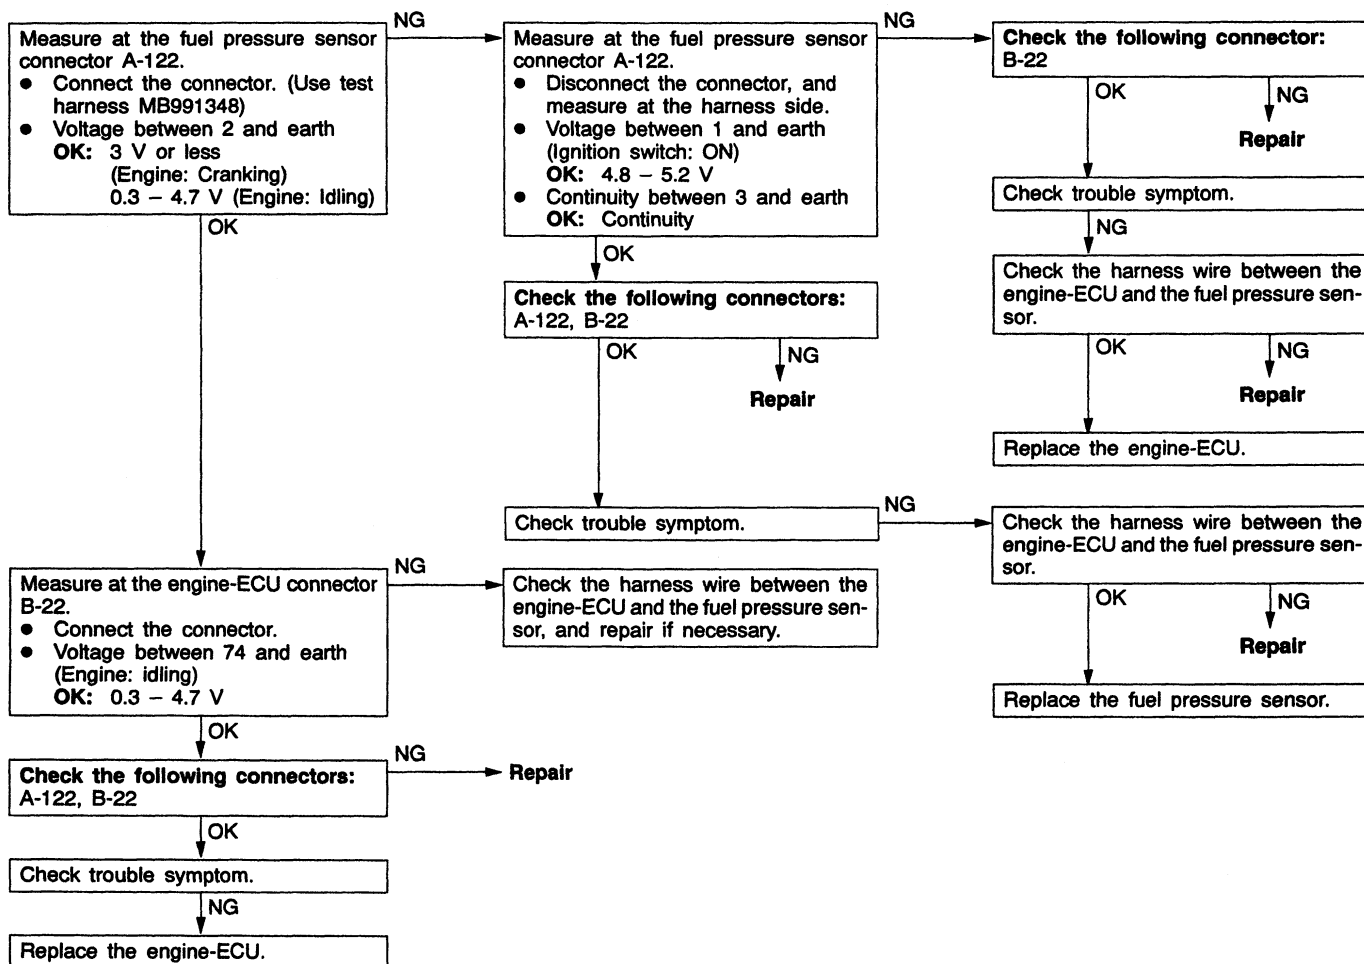 NG
Measure at the fuel pressure sensor
connector A-122.
● Connect the connector. (Use test
harness MB991348)
● Voltage between 2 and earth
OK: 3 V or less
(Engine: Cranking)
0.3 – 4.7 V (Engine: Idling)
OK
NG
Measure at the fuel pressure sensor
connector A-122.
● Disconnect the connector, and
measure at the harness side.
● Voltage between 1 and earth
(Ignition switch: ON)
OK: 4.8 – 5.2 V
● Continuity between 3 and earth
OK: Continuity
OK
Check the following connectors:
A-122, B-22
OK
NG
Repair
Check trouble symptom.
NG
Check the following connector:
B-22
OK
NG
Repair
Check trouble symptom.
NG
Check the harness wire between the
engine-ECU and the fuel pressure sen-
sor.
OK
NG
Repair
Replace the engine-ECU.
Check the harness wire between the
engine-ECU and the fuel pressure sen-
sor.
OK
NG
Repair
Replace the fuel pressure sensor.
Measure at the engine-ECU connector
B-22.
● Connect the connector.
● Voltage between 74 and earth
(Engine: idling)
OK: 0.3 – 4.7 V
NG
Check the harness wire between the
engine-ECU and the fuel pressure sen-
sor, and repair if necessary.
OK
Check the following connectors:
A-122, B-22
NG
Repair
OK
Check trouble symptom.
NG
Replace the engine-ECU.